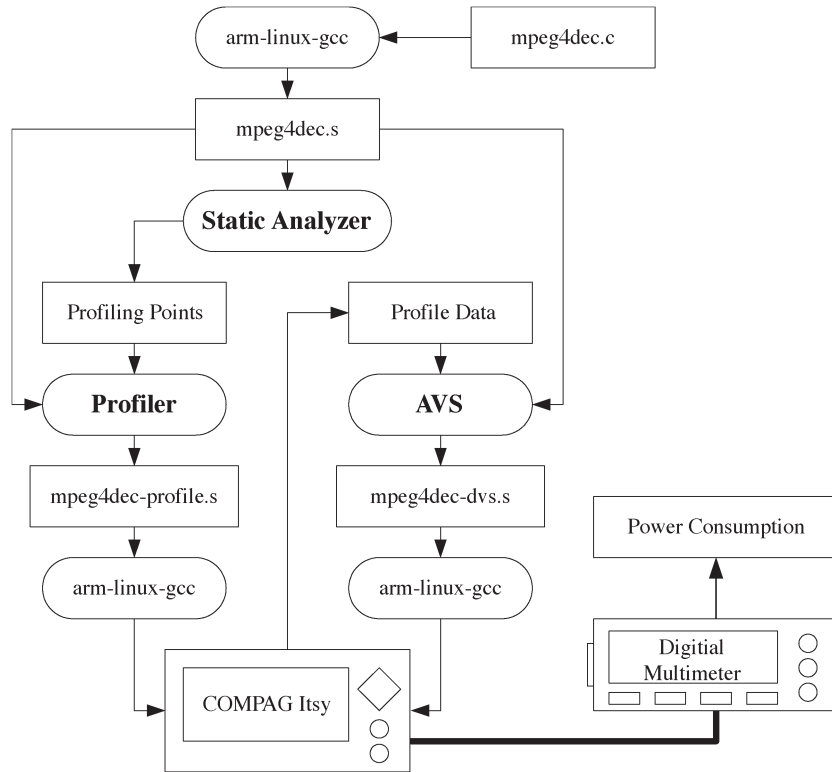 arm-linux-gcc
mpeg4dec.c
mpeg4dec.s
Static Analyzer
Profiling Points
Profile Data
Profiler
AVS
mpeg4dec-profile.s
mpeg4dec-dvs.s
Power Consumption
arm-linux-gcc
arm-linux-gcc
Digitial
Multimeter
COMPAG Itsy